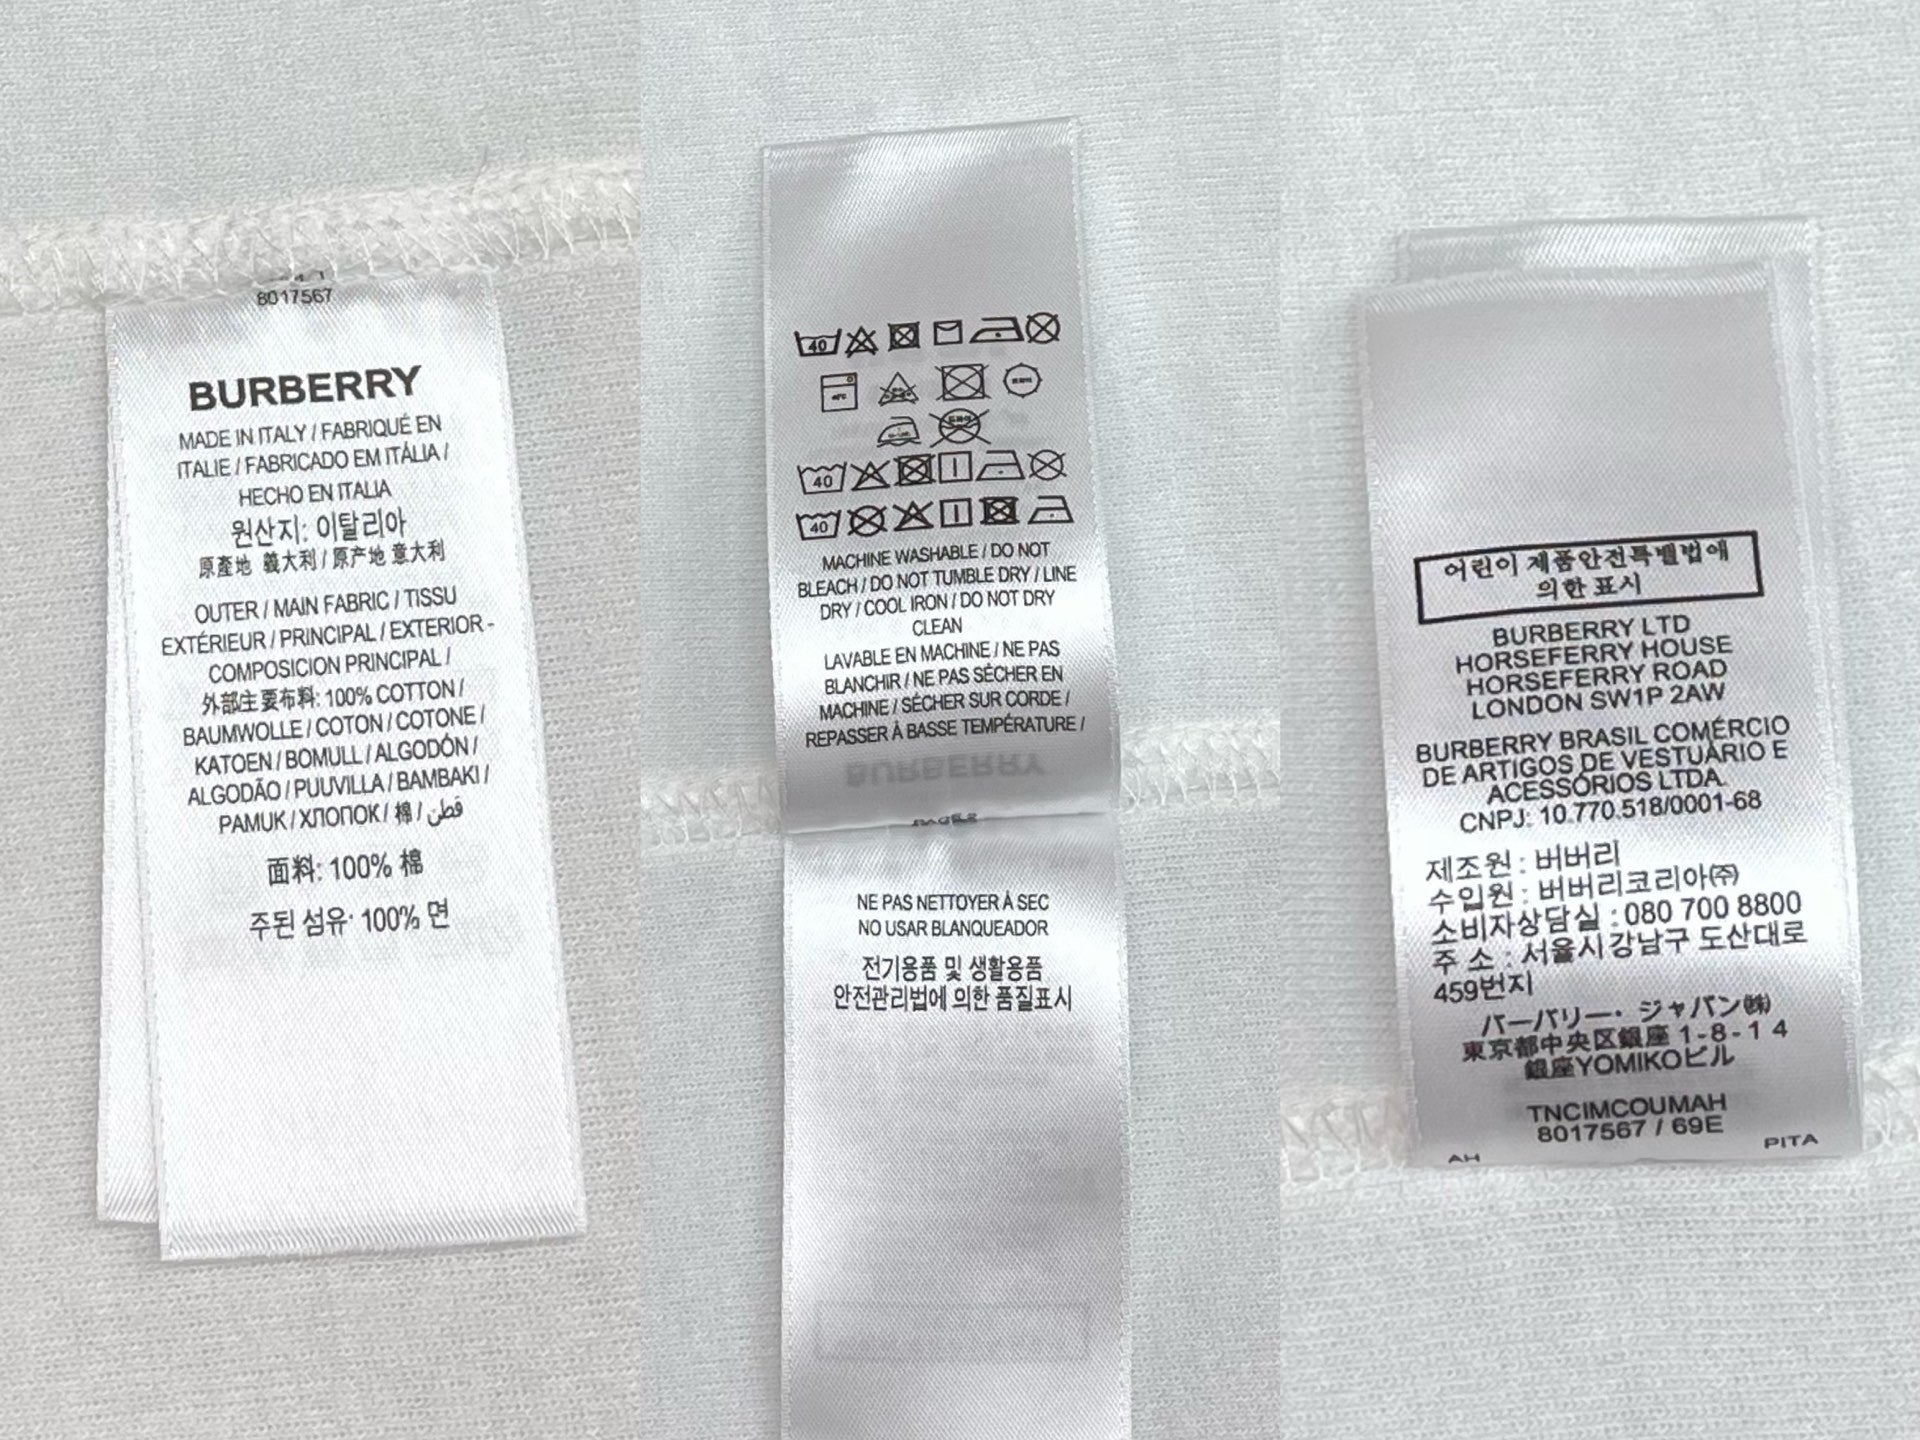 8017567
BURBERRY
MADE IN ITALY / FABRIQUÉ EN
ITALIE / FABRICADO EM ITÁLIA /
HECHO EN ITALIA
원산지: 이탈리아
原產地 義大利 / 原产地 意大利
OUTER / MAIN FABRIC / TISSU
EXTÉRIEUR / PRINCIPAL / EXTERIOR -
COMPOSICION PRINCIPAL /
外部主要布料: 100% COTTON /
BAUMWOLLE / COTON / COTONE /
KATOEN / BOMULL / ALGODÓN /
ALGODÃO / PUUVILLA / BAMBAKI /
PAMUK / ХЛОПОК / 棉 / قطن
面料: 100% 棉
주된 섬유: 100% 면
40
40
40
MACHINE WASHABLE / DO NOT
BLEACH / DO NOT TUMBLE DRY / LINE
DRY / COOL IRON / DO NOT DRY
CLEAN
LAVABLE EN MACHINE / NE PAS
BLANCHIR / NE PAS SÉCHER EN
MACHINE / SÉCHER SUR CORDE /
REPASSER À BASSE TEMPÉRATURE /
NE PAS NETTOYER À SEC
NO USAR BLANQUEADOR
전기용품 및 생활용품
안전관리법에 의한 품질표시
어린이 제품안전특별법에
의한 표시
BURBERRY LTD
HORSEFERRY HOUSE
HORSEFERRY ROAD
LONDON SW1P 2AW
BURBERRY BRASIL COMÉRCIO
DE ARTIGOS DE VESTUÁRIO E
ACESSÓRIOS LTDA.
CNPJ: 10.770.518/0001-68
제조원 : 버버리
수입원 : 버버리코리아㈜
소비자상담실 : 080 700 8800
주 소 : 서울시강남구 도산대로
459번지
バーバリー・ジャパン㈱
東京都中央区銀座 1-8-14
銀座YOMIKOビル
TNCIMCOUMAH
8017567 / 69E
AH PITA